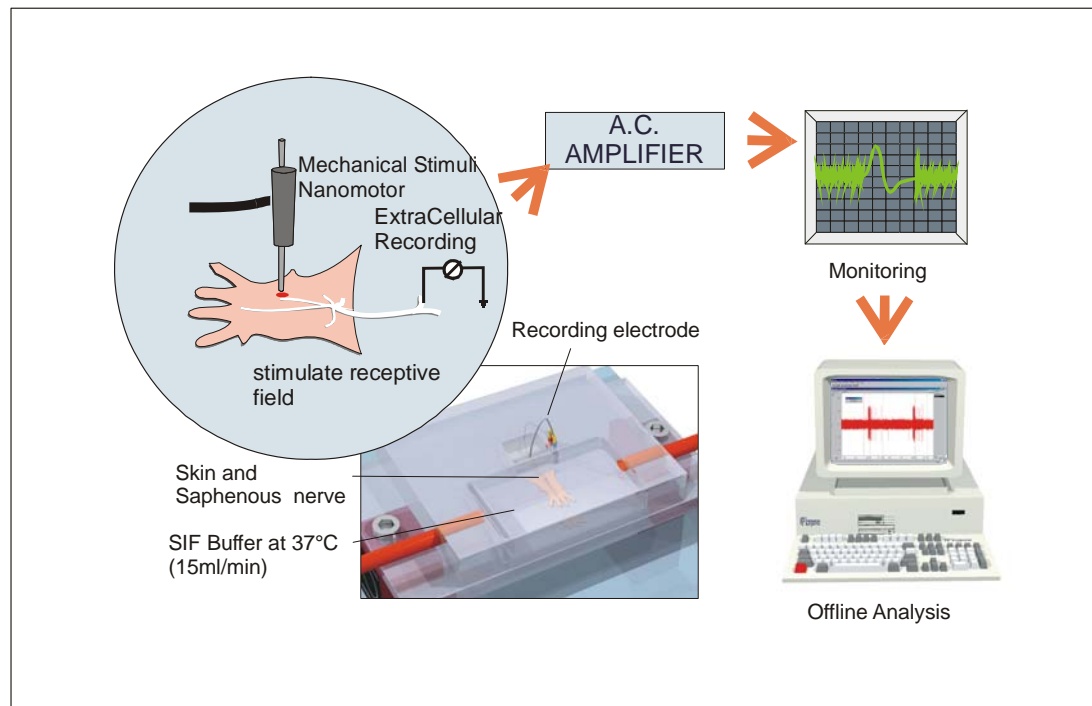 A.C.
AMPLIFIER
Mechanical Stimuli
Nanomotor
ExtraCellular
Recording
Monitoring
Recording electrode
stimulate receptive
field
Skin and
Saphenous nerve
SIF Buffer at 37°C
(15ml/min)
Offline Analysis